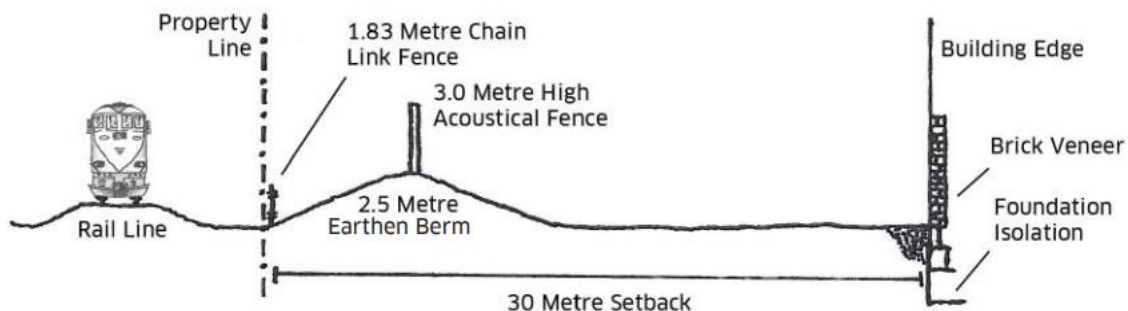 Property
Line
1.83 Metre Chain
Link Fence
Building Edge
3.0 Metre High
Acoustical Fence
Brick Veneer
2.5 Metre
Earthen Berm
Foundation
Isolation
Rail Line
30 Metre Setback